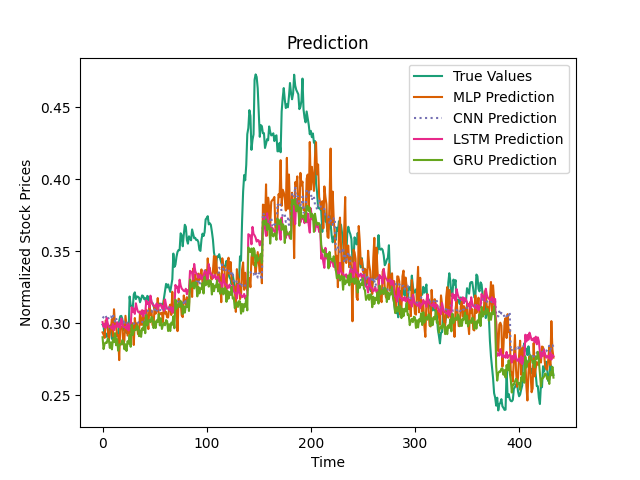 Prediction
True Values
MLP Prediction
CNN Prediction
LSTM Prediction
GRU Prediction
Normalized Stock Prices
0.45
0.40
0.35
0.30
0.25
0
100
200
300
400
Time